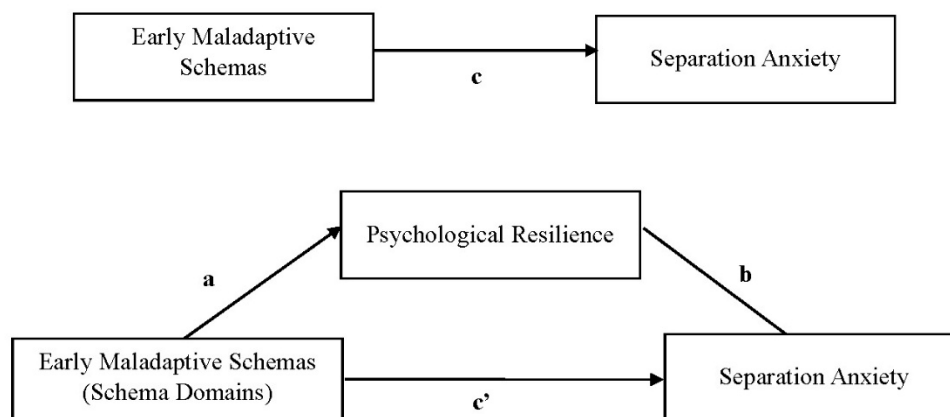 Early Maladaptive
Schemas
Separation Anxiety
c
Psychological Resilience
a
b
Early Maladaptive Schemas
(Schema Domains)
Separation Anxiety
c’